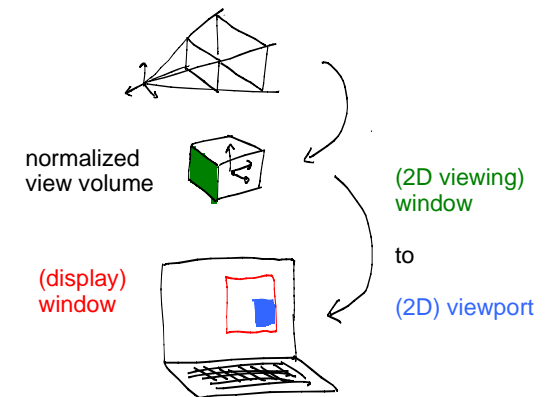 normalized
view volume
(2D viewing)
window
to
(display)
window
(2D) viewport